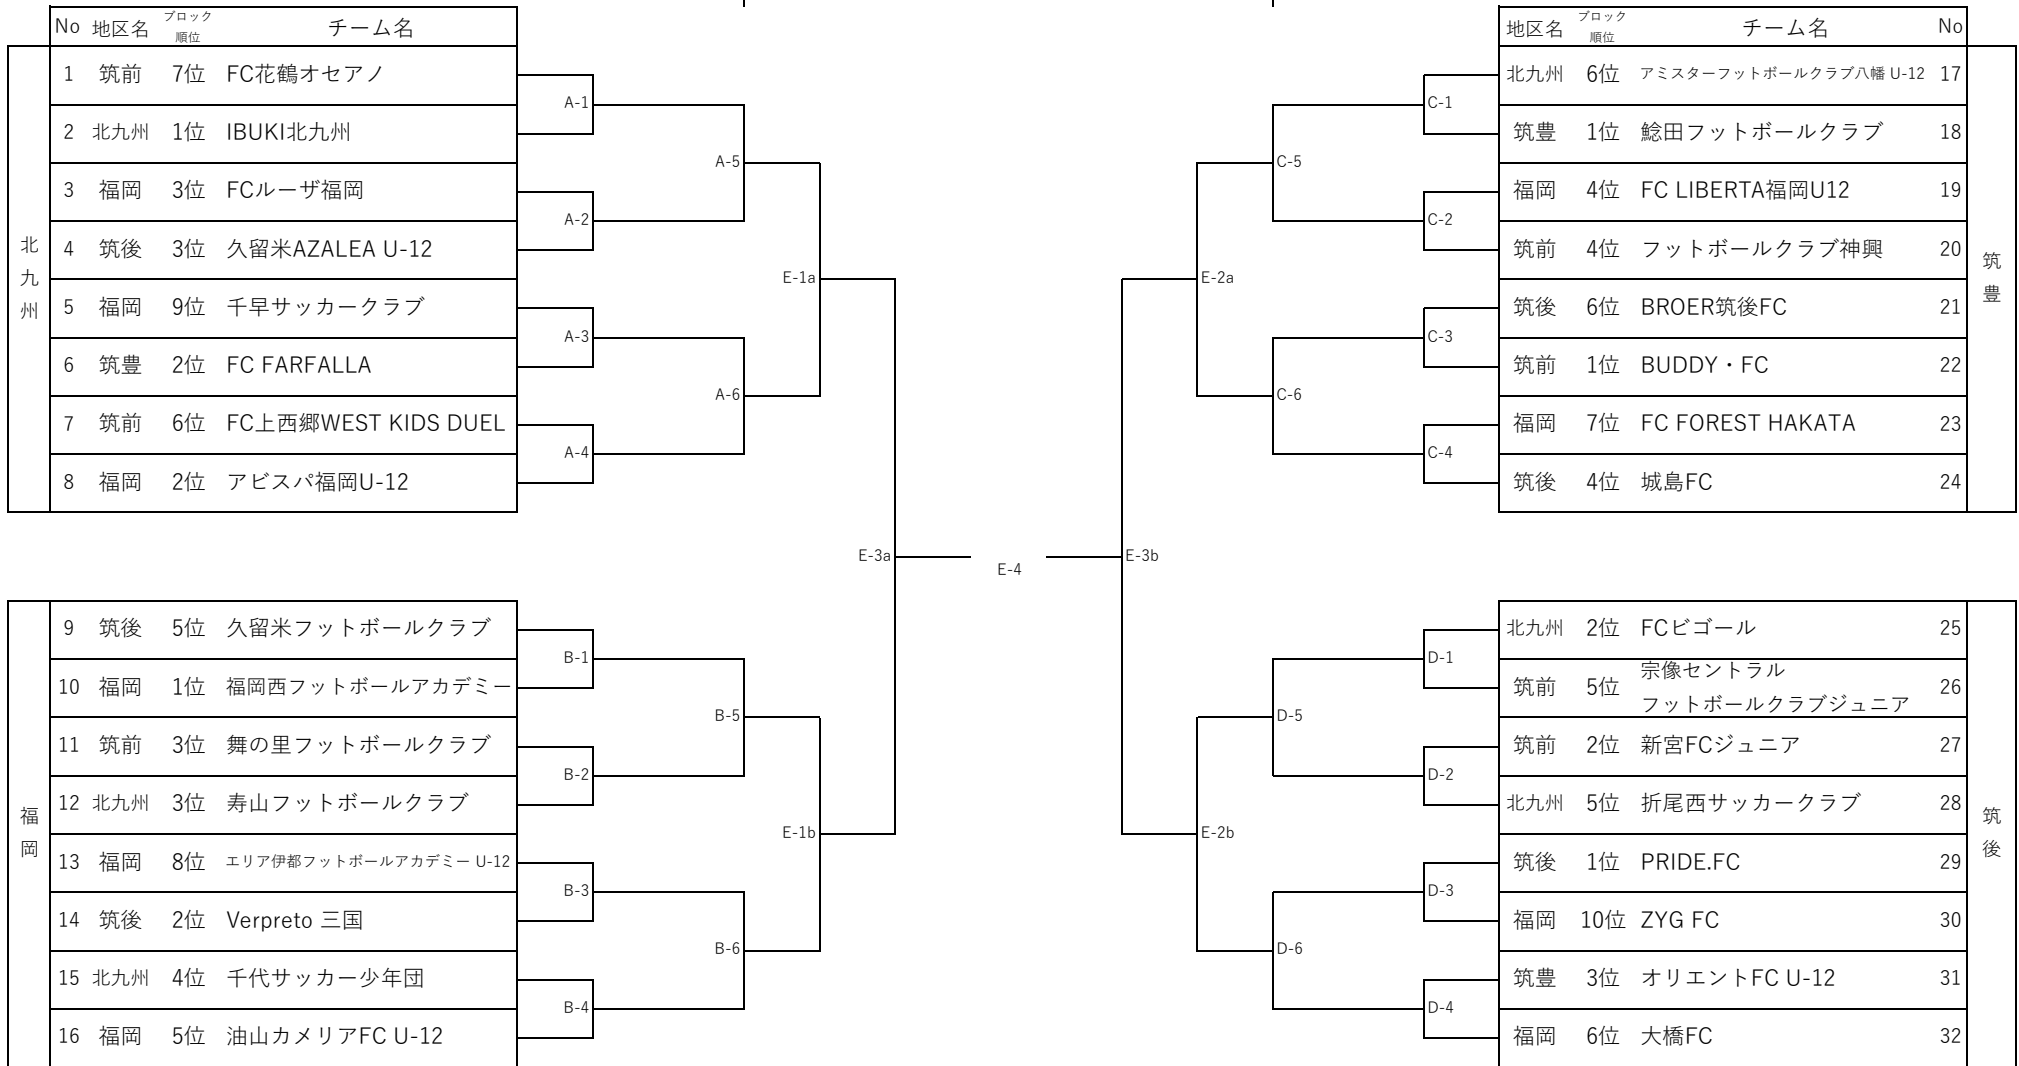 No 地区名 ブロック順位 チーム名
北九州
1 筑前 7位 FC花鶴オセアノ
2 北九州 1位 IBUKI北九州
3 福岡 3位 FCルーザ福岡
4 筑後 3位 久留米AZALEA U-12
5 福岡 9位 千早サッカークラブ
6 筑豊 2位 FC FARFALLA
7 筑前 6位 FC上西郷WEST KIDS DUEL
8 福岡 2位 アビスパ福岡U-12
A-1
A-2
A-3
A-4
A-5
A-6
E-1a
福岡
9 筑後 5位 久留米フットボールクラブ
10 福岡 1位 福岡西フットボールアカデミー
11 筑前 3位 舞の里フットボールクラブ
12 北九州 3位 寿山フットボールクラブ
13 福岡 8位 エリア伊都フットボールアカデミー U-12
14 筑後 2位 Verpreto 三国
15 北九州 4位 千代サッカー少年団
16 福岡 5位 油山カメリアFC U-12
B-1
B-2
B-3
B-4
B-5
B-6
E-1b
E-3a
E-4
E-3b
地区名 ブロック順位 チーム名 No
北九州 6位 アミスターフットボールクラブ八幡 U-12 17
筑豊 1位 鯰田フットボールクラブ 18
福岡 4位 FC LIBERTA福岡U12 19
筑前 4位 フットボールクラブ神興 20
筑後 6位 BROER筑後FC 21
筑前 1位 BUDDY・FC 22
福岡 7位 FC FOREST HAKATA 23
筑後 4位 城島FC 24
筑豊
C-1
C-2
C-3
C-4
C-5
C-6
E-2a
北九州 2位 FCビゴール 25
筑前 5位 宗像セントラル
フットボールクラブジュニア 26
筑前 2位 新宮FCジュニア 27
北九州 5位 折尾西サッカークラブ 28
筑後 1位 PRIDE.FC 29
福岡 10位 ZYG FC 30
筑豊 3位 オリエントFC U-12 31
福岡 6位 大橋FC 32
筑後
D-1
D-2
D-3
D-4
D-5
D-6
E-2b